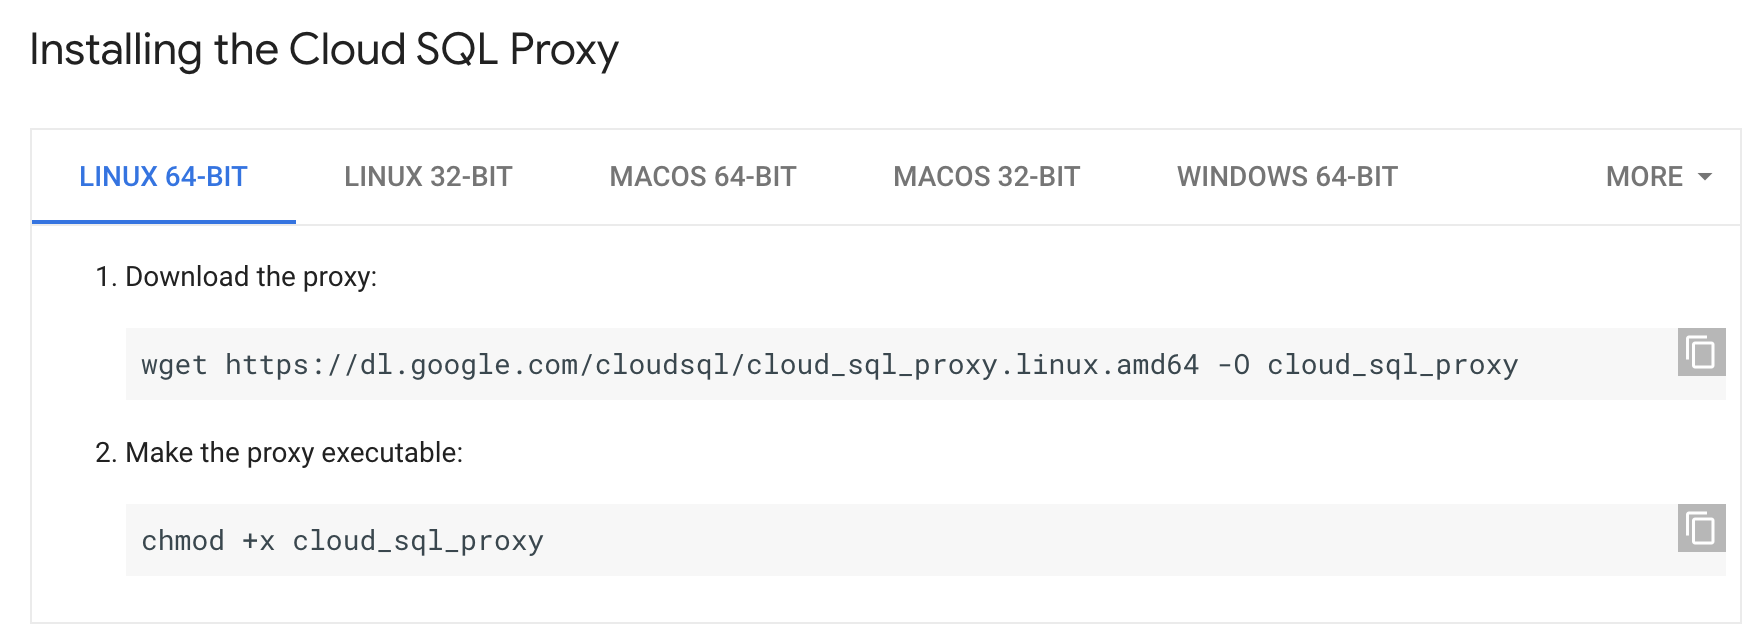 Installing the Cloud SQL Proxy
LINUX 64-BIT LINUX 32-BIT MACOS 64-BIT MACOS 32-BIT WINDOWS 64-BIT MORE
1. Download the proxy:
wget https://dl.google.com/cloudsql/cloud_sql_proxy.linux.amd64 -O cloud_sql_proxy
2. Make the proxy executable:
chmod +x cloud_sql_proxy